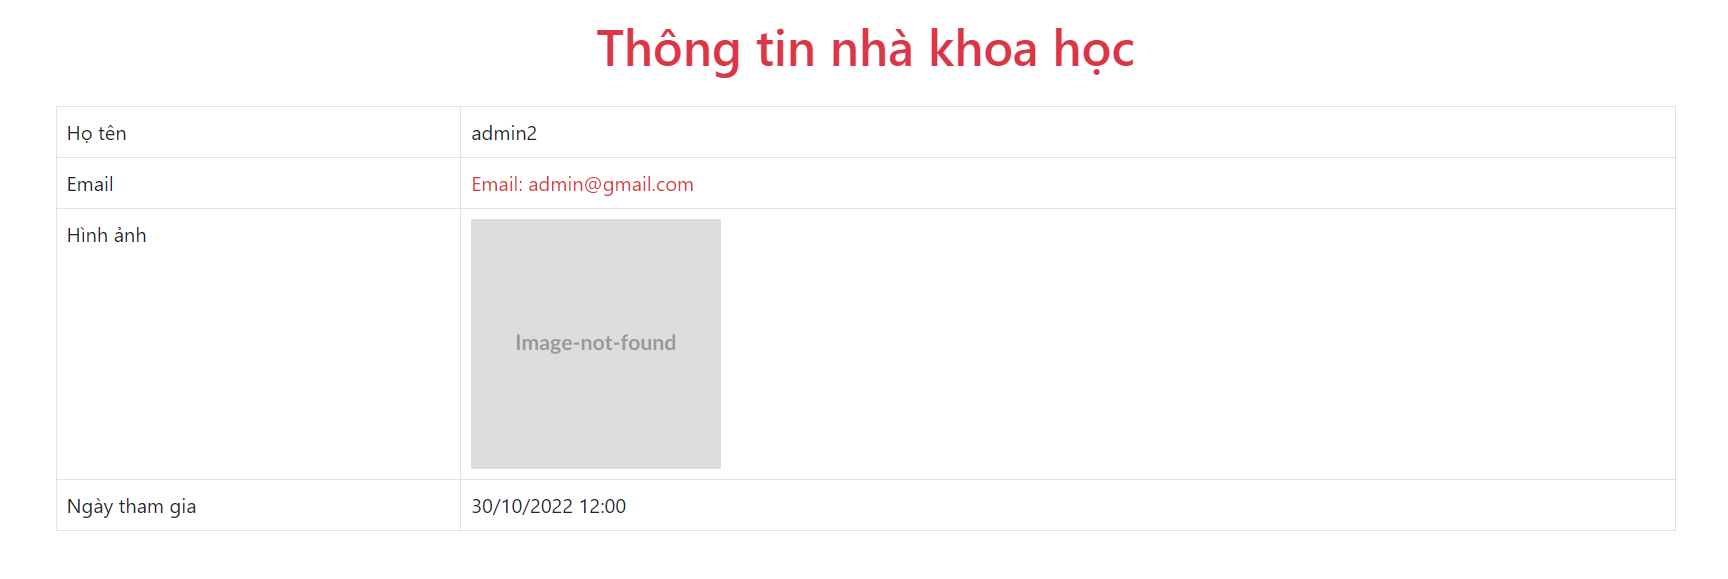 Thông tin nhà khoa học
Họ tên admin2
Email Email: admin@gmail.com
Hình ảnh
Image-not-found
Ngày tham gia 30/10/2022 12:00